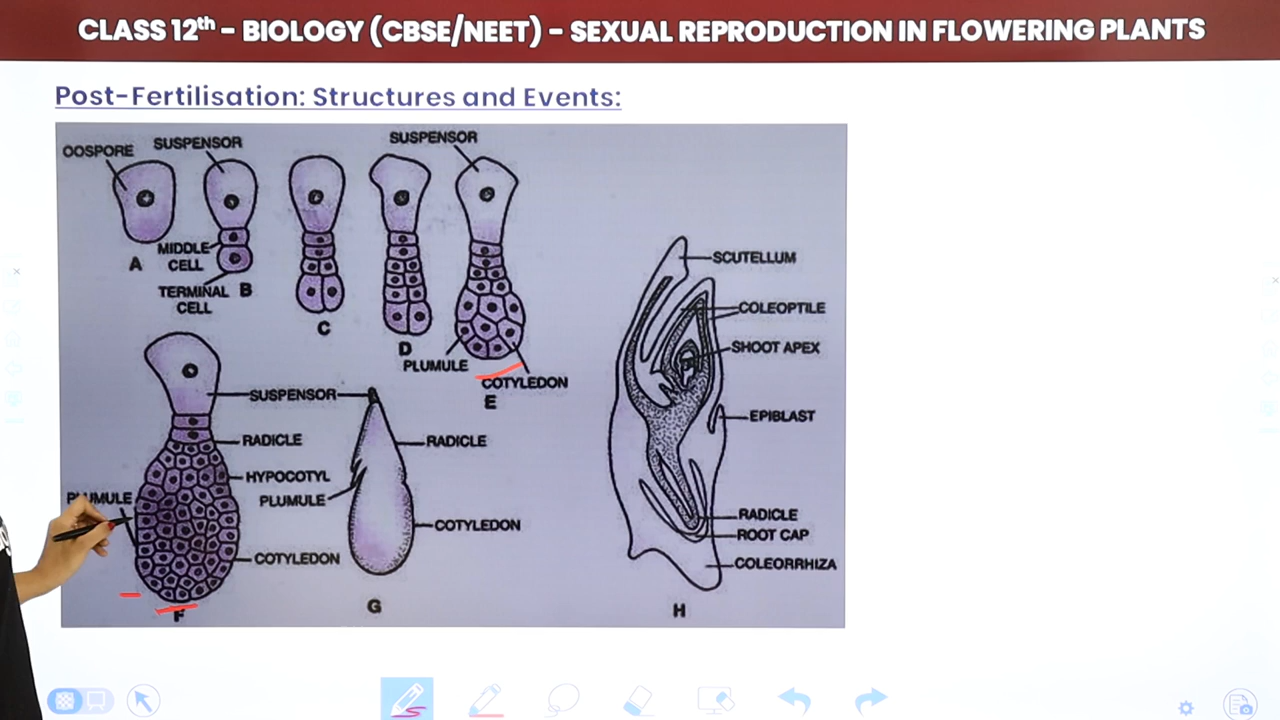 CLASS 12th – BIOLOGY (CBSE/NEET) – SEXUAL REPRODUCTION IN FLOWERING PLANTS
Post-Fertilisation: Structures and Events:
OOSPORE
SUSPENSOR
SUSPENSOR
MIDDLE
CELL
TERMINAL
CELL
A
B
C
D
PLUMULE
COTYLEDON
E
SUSPENSOR
RADICLE
HYPOCOTYL
PLUMULE
COTYLEDON
F
RADICLE
PLUMULE
COTYLEDON
G
SCUTELLUM
COLEOPTILE
SHOOT APEX
EPIBLAST
RADICLE
ROOT CAP
COLEORRHIZA
H